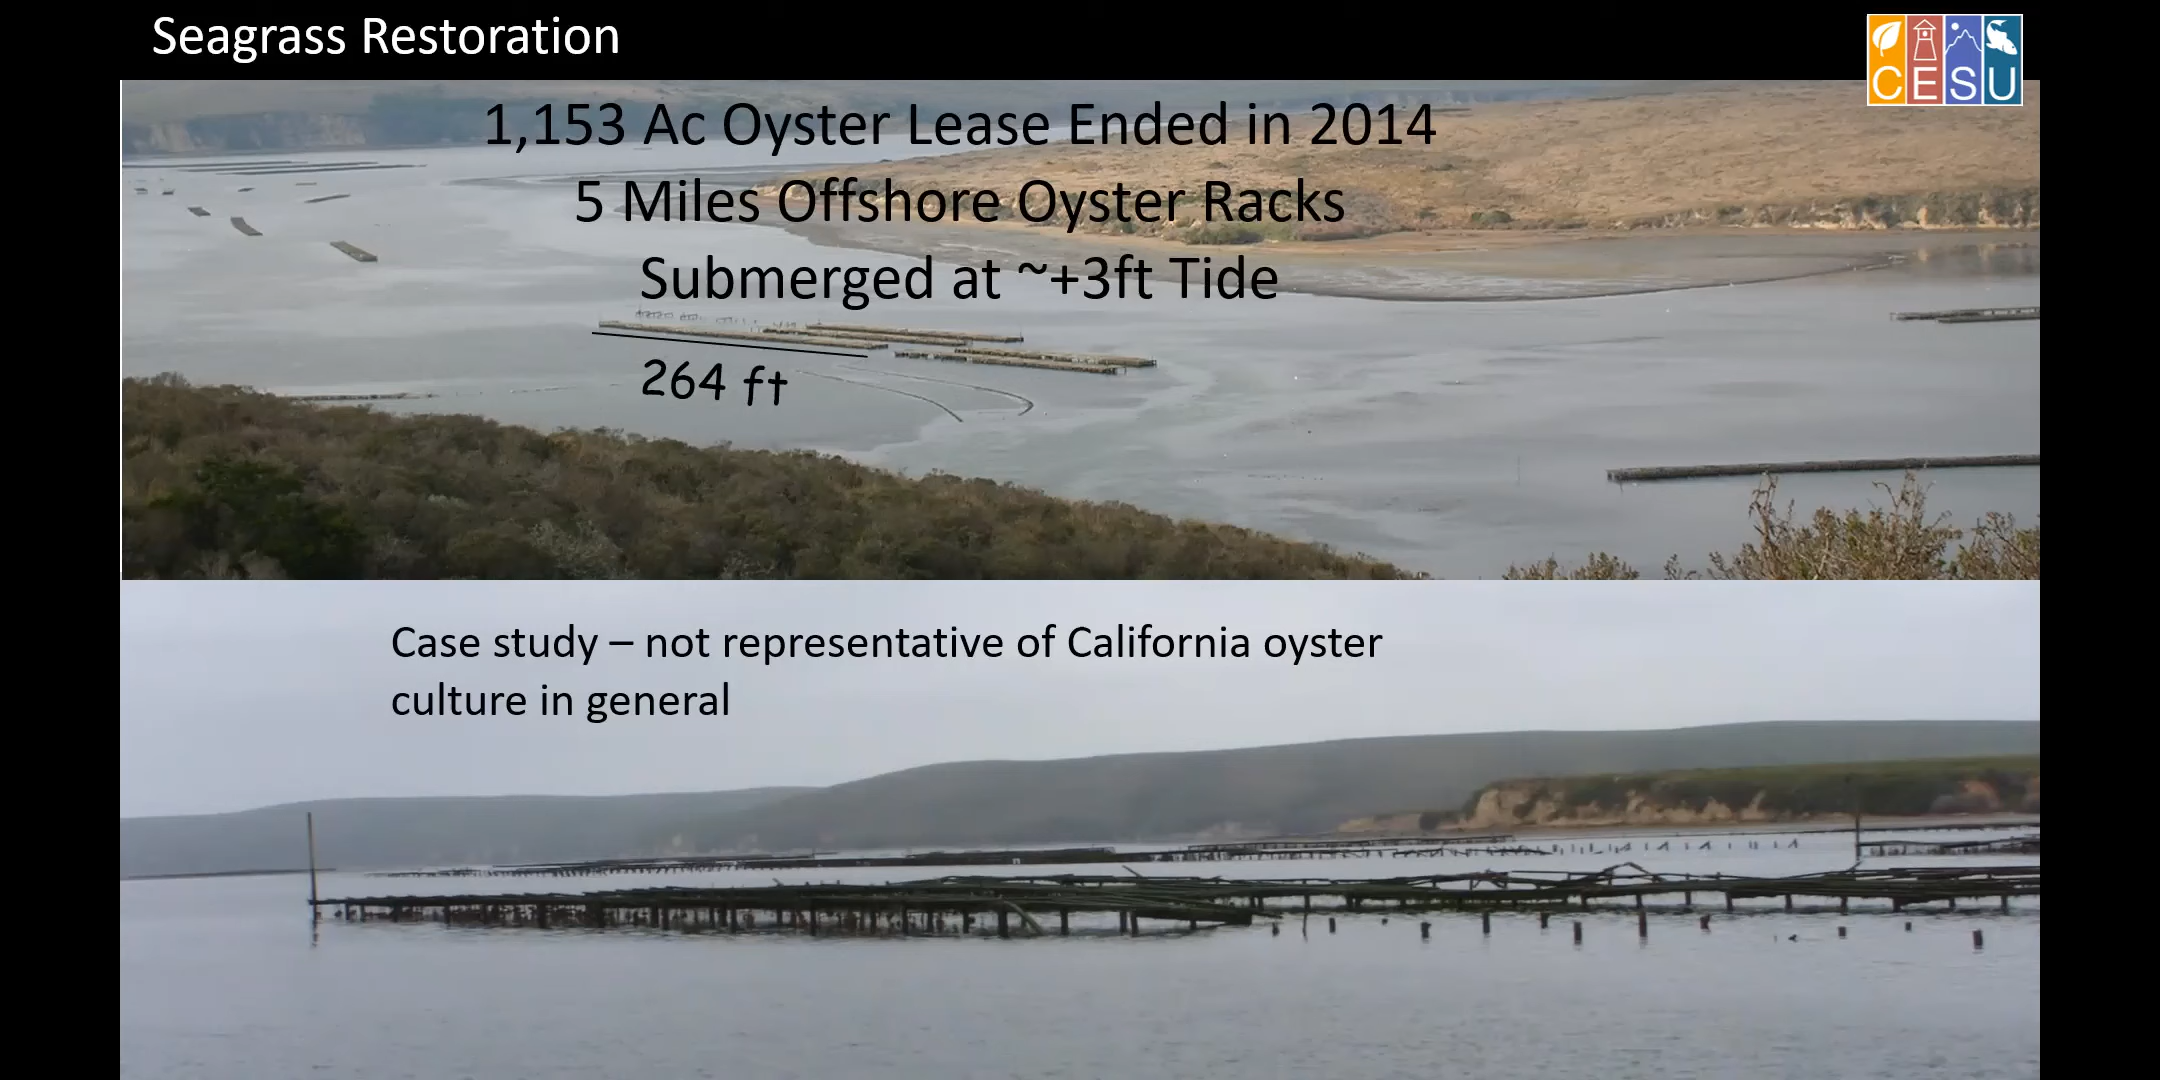 Seagrass Restoration
CESU
1,153 Ac Oyster Lease Ended in 2014
5 Miles Offshore Oyster Racks
Submerged at ~+3ft Tide
264 ft
Case study – not representative of California oyster
culture in general